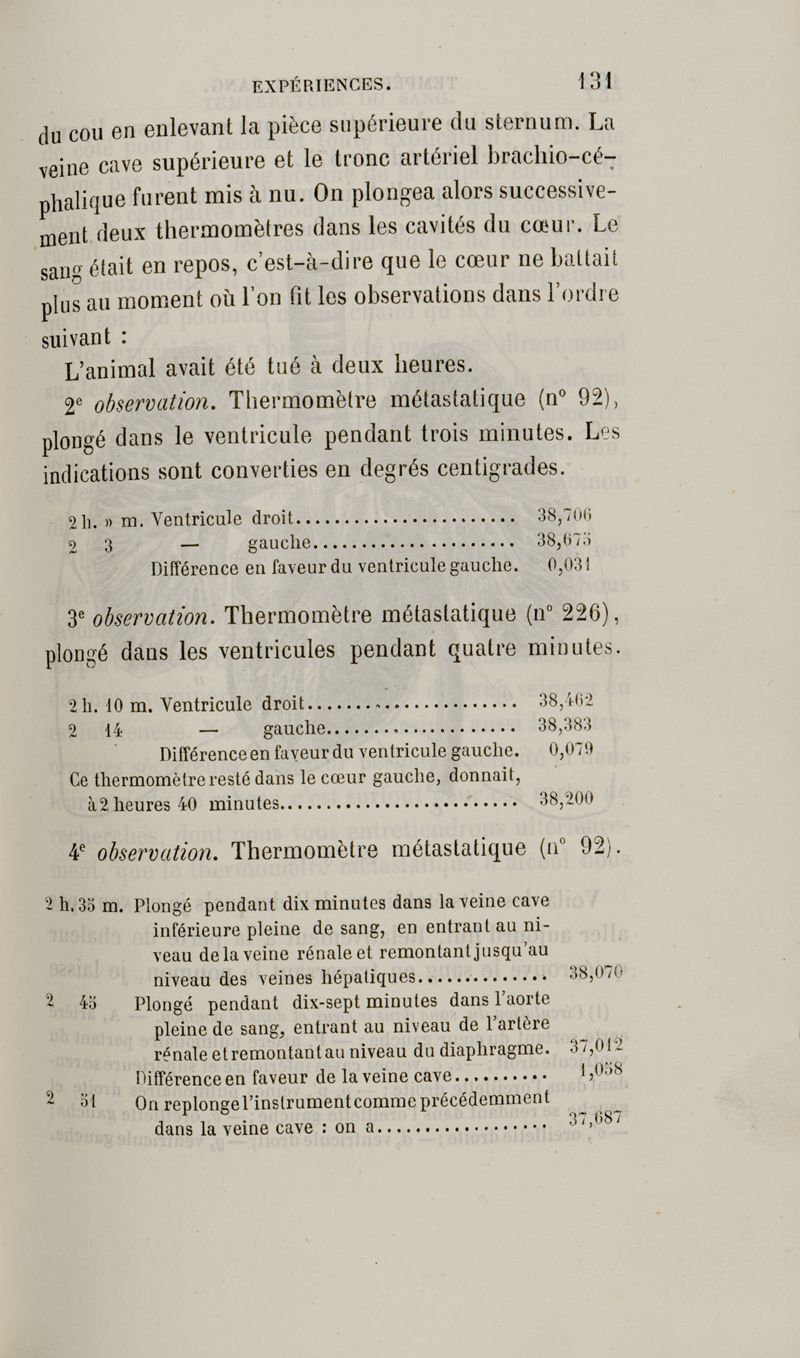 EXPÉRIENCES. 131
du cou en enlevant la pièce supérieure du sternum. La
veine cave supérieure et le tronc artériel brachio-cé-
phalique furent mis à nu. On plongea alors successive-
ment deux thermomètres dans les cavités du cœur. Le
sang était en repos, c'est-à-dire que le cœur ne battait
plus au moment où l'on fit les observations dans l'ordre
suivant :
L'animal avait été tué à deux heures.
2e observation. Thermomètre métastatique (n° 92),
plongé dans le ventricule pendant trois minutes. Les
indications sont converties en degrés centigrades.
2 h. » m. Ventricule droit........................ 38,706
2 3 — gauche...................... 38,675
Différence en faveur du ventricule gauche. 0,031
3e observation. Thermomètre métastatique (n° 226),
plongé dans les ventricules pendant quatre minutes.
2 h. 10 m. Ventricule droit........................ 38,462
2 14 — gauche...................... 38,383
Différence en faveur du ventricule gauche. 0,079
Ce thermomètre resté dans le cœur gauche, donnait,
à 2 heures 40 minutes........................... 38,200
4e observation. Thermomètre métastatique (n° 92).
2 h. 35 m. Plongé pendant dix minutes dans la veine cave
inférieure pleine de sang, en entrant au ni-
veau de la veine rénale et remontant jusqu'au
niveau des veines hépatiques.............. 38,070
2 45 Plongé pendant dix-sept minutes dans l'aorte
pleine de sang, entrant au niveau de l'artère
rénale et remontant au niveau du diaphragme. 37,012
Différence en faveur de la veine cave.......... 1,058
2 51 On replonge l'instrument comme précédemment
dans la veine cave : on a................... 37,687